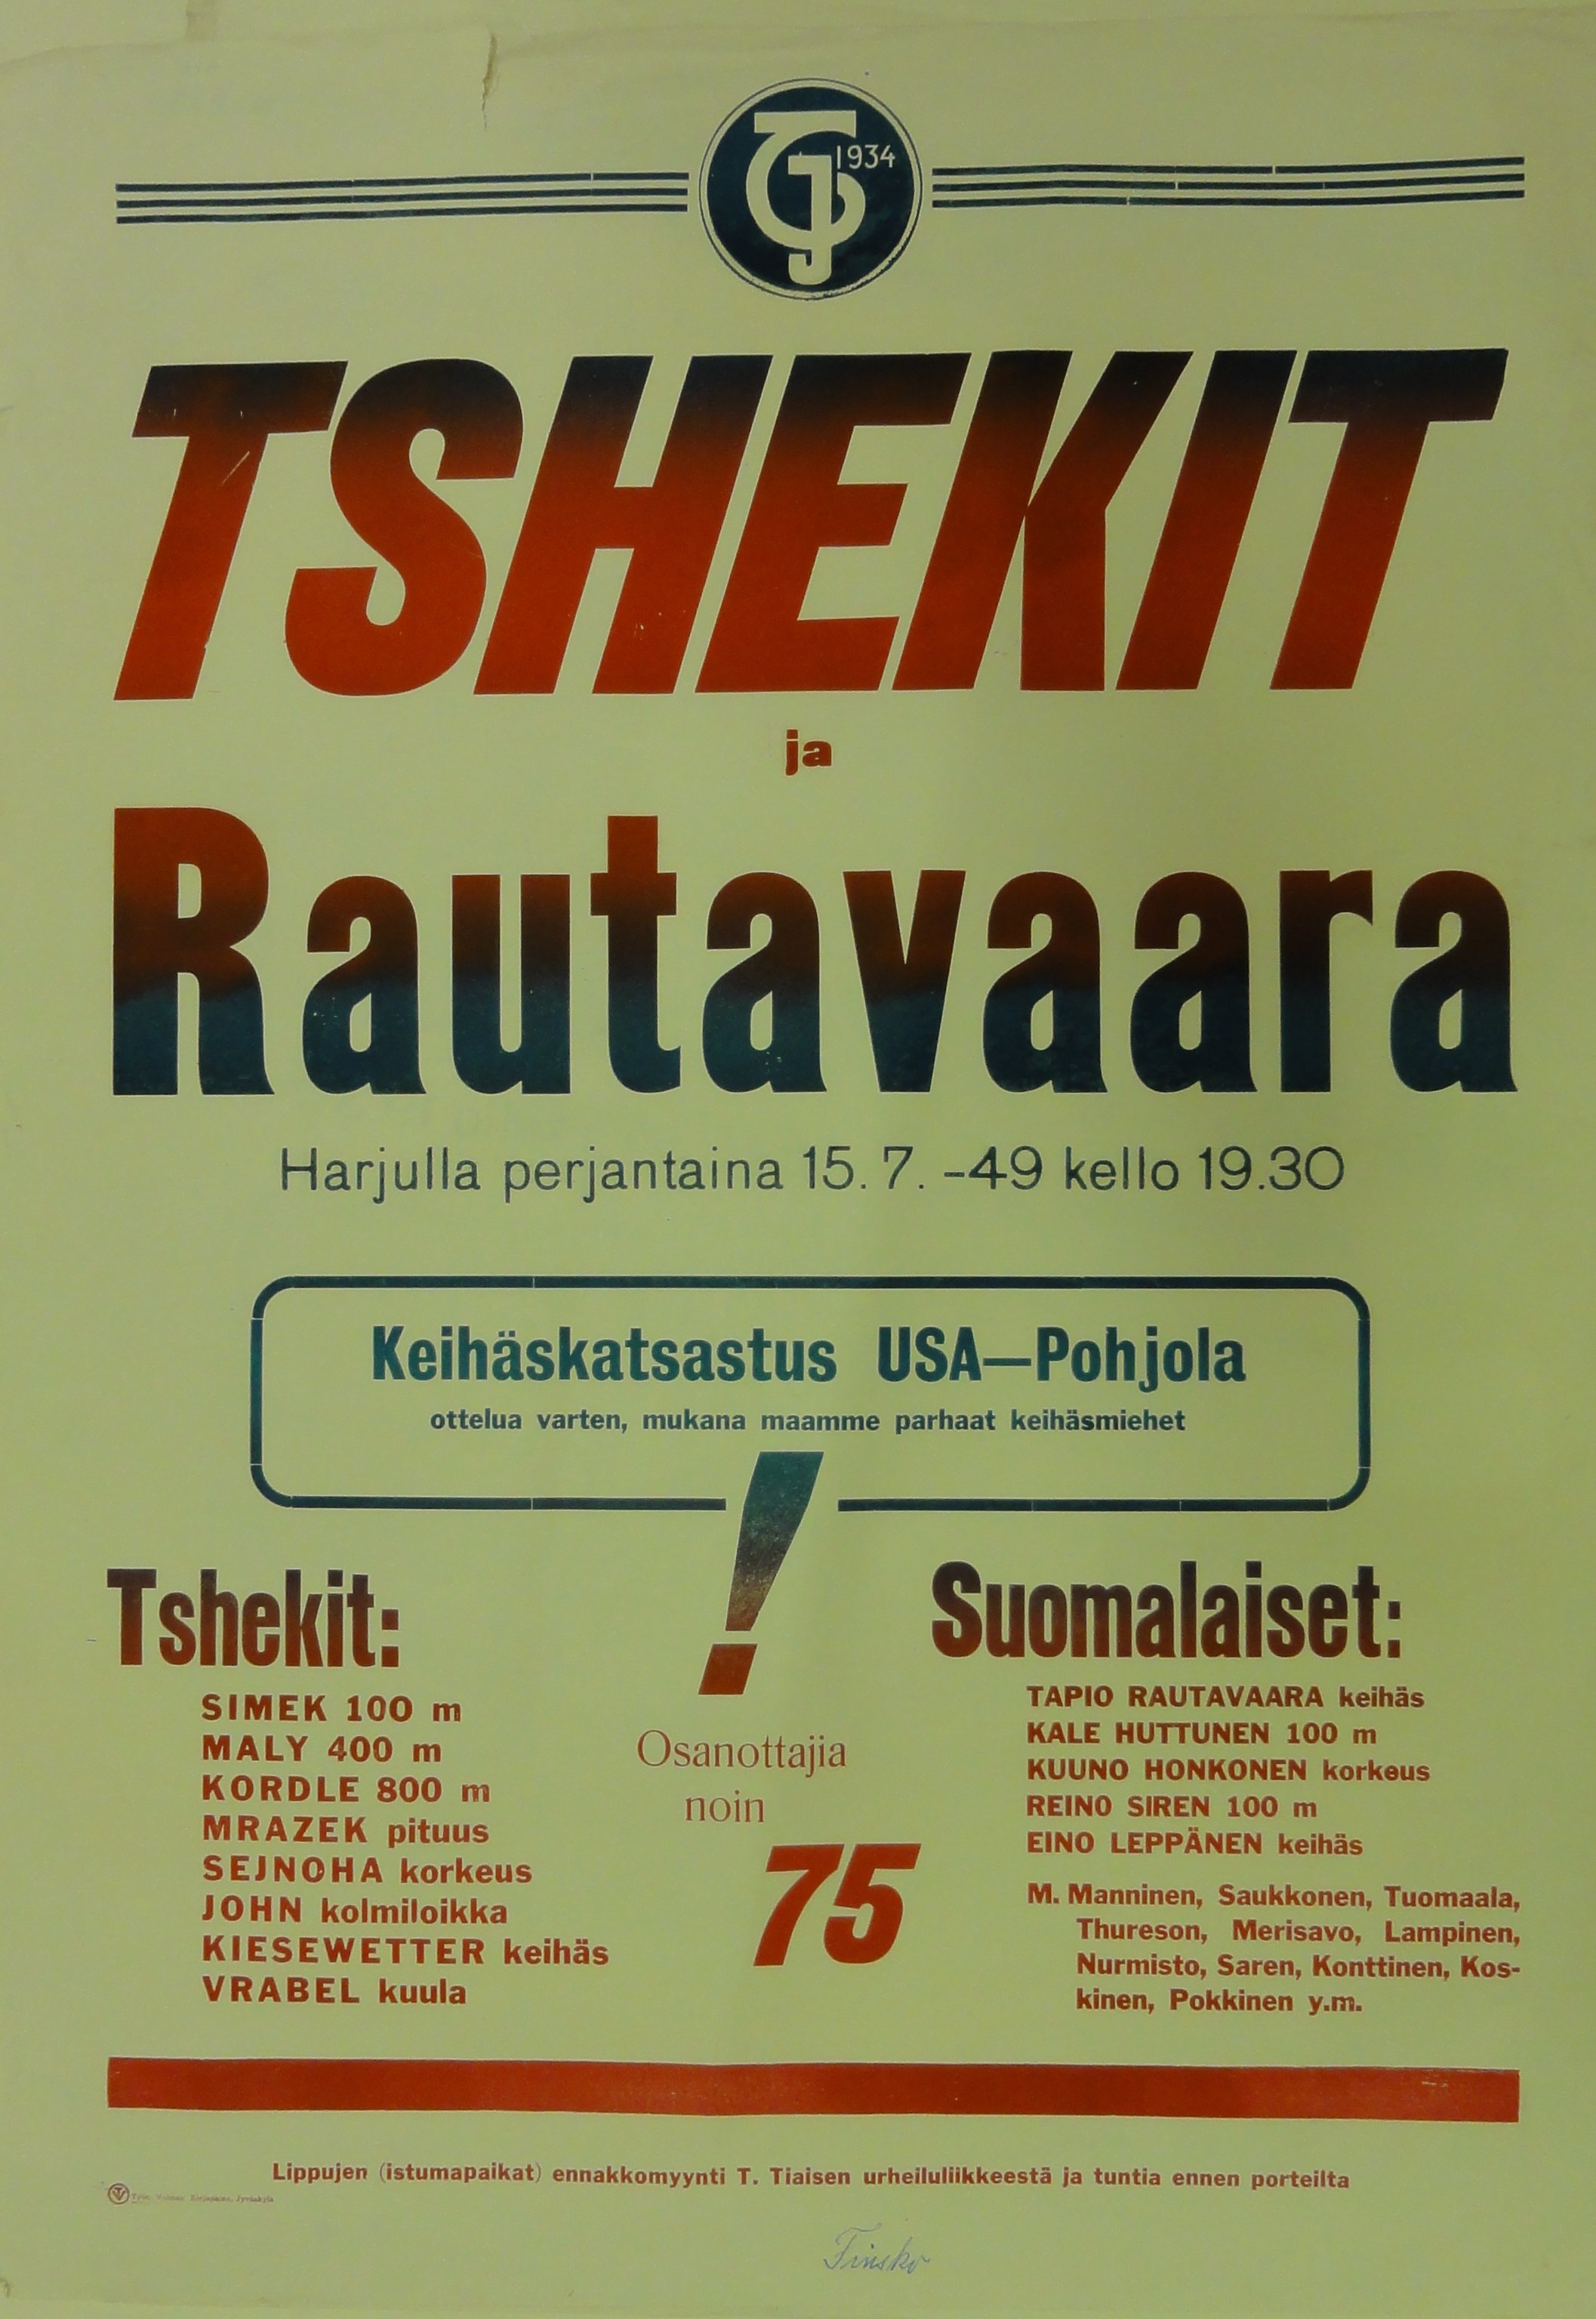 1934
TSHEKIT
ja
Rautavaara
Harjulla perjantaina 15. 7. -49 kello 19.30
Keihäskatsastus USA—Pohjola
ottelua varten, mukana maamme parhaat keihäsmiehet
!
Tshekit:
SIMEK 100 m
MALY 400 m
KORDLE 800 m
MRAZEK pituus
SEJNOHA korkeus
JOHN kolmiloikka
KIESEWETTER keihäs
VRABEL kuula
Osanottajia
noin
75
Suomalaiset:
TAPIO RAUTAVAARA keihäs
KALE HUTTUNEN 100 m
KUUNO HONKONEN korkeus
REINO SIREN 100 m
EINO LEPPÄNEN keihäs
M. Manninen, Saukkonen, Tuomaala,
Thureson, Merisavo, Lampinen,
Nurmisto, Saren, Konttinen, Kos-
kinen, Pokkinen y.m.
Lippujen (istumapaikat) ennakkomyynti T. Tiaisen urheiluliikkeestä ja tuntia ennen porteilta
Kirjapaino, Jyväskylä
Finsko